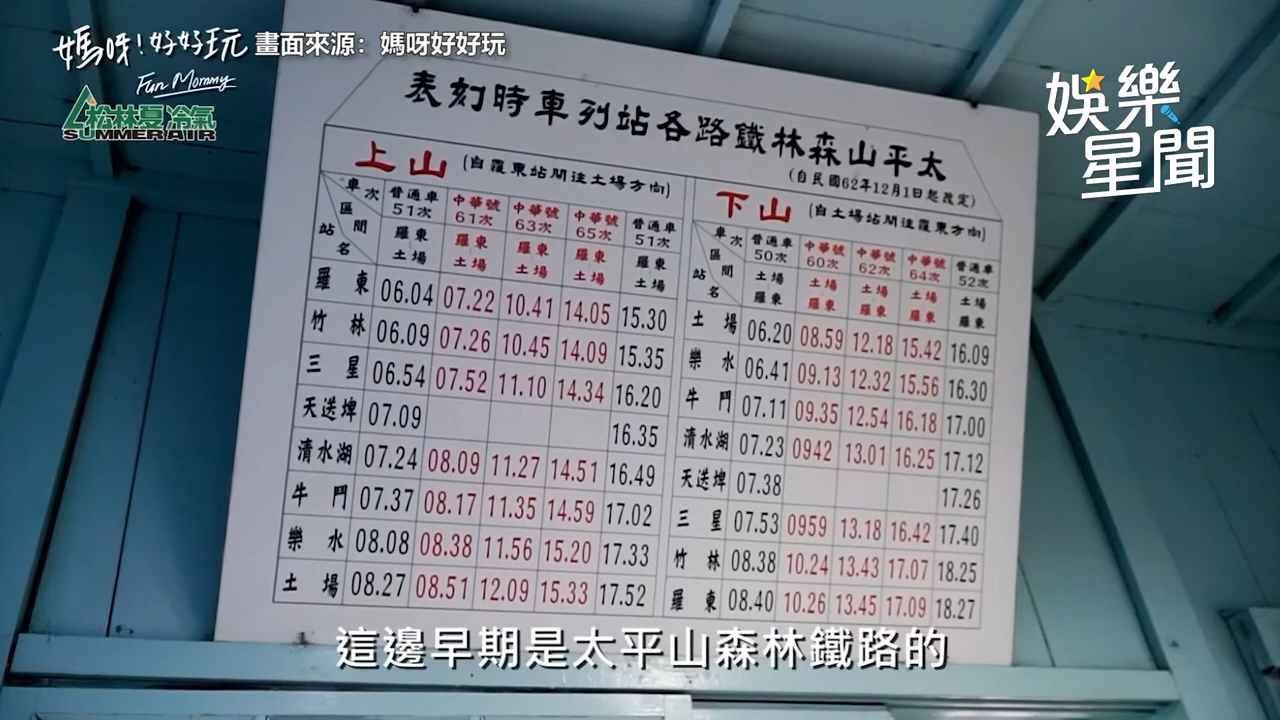 媽呀!好好玩 畫面來源:媽呀好好玩
Fun Mommy
松林夏冷氣
SUMMER AIR
娛樂
星聞
表刻時車列站各路鐵林森山平太
(自民國62年12月1日起改定)
上山 (自羅東站開往土場方向)
車次 普通車51次 中華號61次 中華號63次 中華號65次 普通車51次
區間 羅東土場 羅東土場 羅東土場 羅東土場 羅東土場
站名
羅東 06.04 07.22 10.41 14.05 15.30
竹林 06.09 07.26 10.45 14.09 15.35
三星 06.54 07.52 11.10 14.34 16.20
天送埤 07.09 16.35
清水湖 07.24 08.09 11.27 14.51 16.49
牛鬥 07.37 08.17 11.35 14.59 17.02
樂水 08.08 08.38 11.56 15.20 17.33
土場 08.27 08.51 12.09 15.33 17.52
下山 (自土場站開往羅東方向)
車次 普通車50次 中華號60次 中華號62次 中華號64次 普通車52次
區間 土場羅東 土場羅東 土場羅東 土場羅東 土場羅東
站名
土場 06.20 08.59 12.18 15.42 16.09
樂水 06.41 09.13 12.32 15.56 16.30
牛鬥 07.11 09.35 12.54 16.18 17.00
清水湖 07.23 0942 13.01 16.25 17.12
天送埤 07.38 17.26
三星 07.53 0959 13.18 16.42 17.40
竹林 08.38 10.24 13.43 17.07 18.25
羅東 08.40 10.26 13.45 17.09 18.27
這邊早期是太平山森林鐵路的